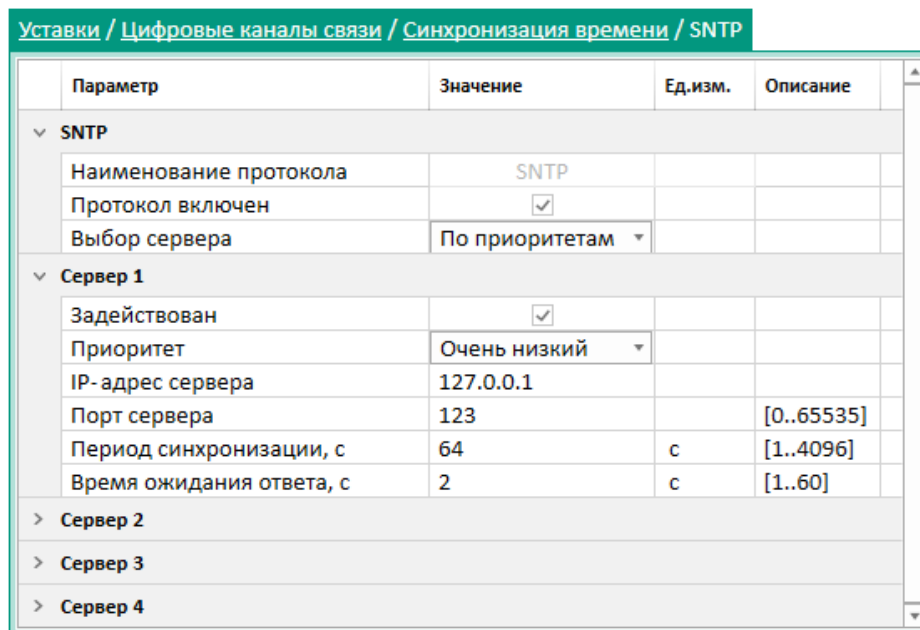 Уставки / Цифровые каналы связи / Синхронизация времени / SNTP
Параметр Значение Ед.изм. Описание
SNTP
Наименование протокола SNTP
Протокол включен
Выбор сервера По приоритетам
Сервер 1
Задействован
Приоритет Очень низкий
IP-адрес сервера 127.0.0.1
Порт сервера 123 [0..65535]
Период синхронизации, с 64 с [1..4096]
Время ожидания ответа, с 2 с [1..60]
Сервер 2
Сервер 3
Сервер 4